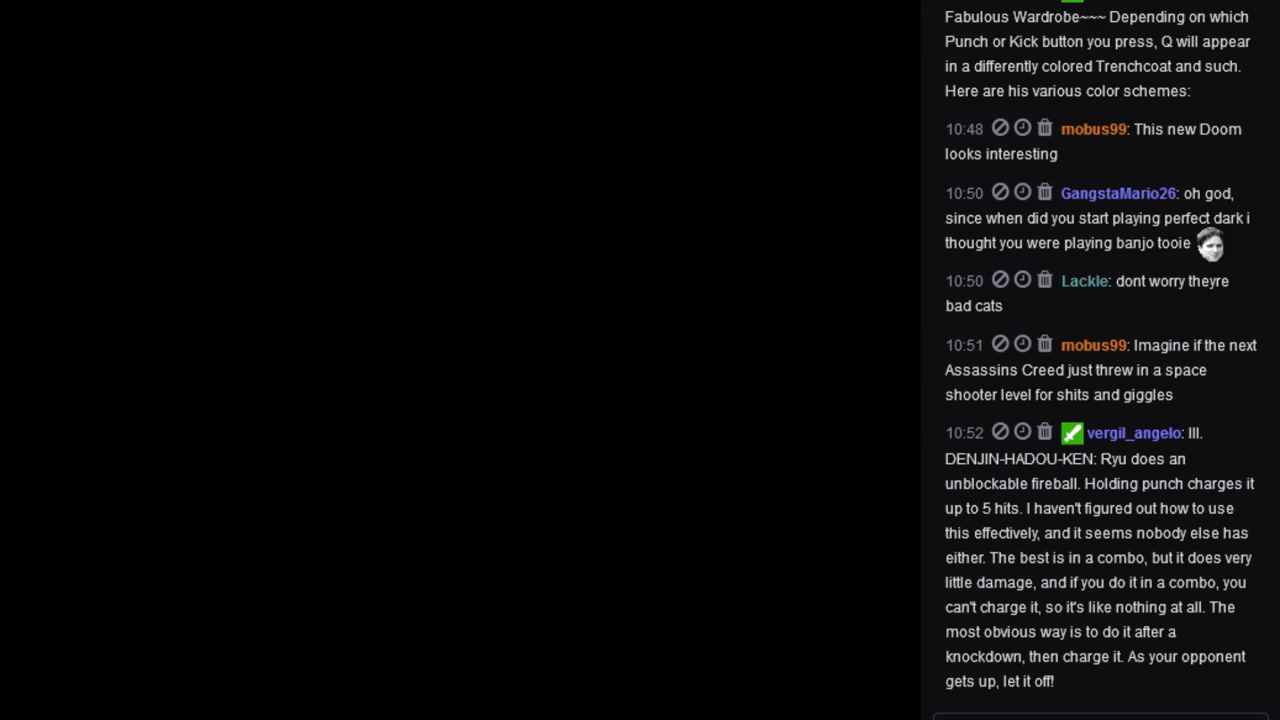 Fabulous Wardrobe~~~ Depending on which
Punch or Kick button you press, Q will appear
in a differently colored Trenchcoat and such.
Here are his various color schemes:
10:48 mobus99: This new Doom
looks interesting
10:50 GangstaMario26: oh god,
since when did you start playing perfect dark i
thought you were playing banjo tooie
10:50 Lackle: dont worry theyre
bad cats
10:51 mobus99: Imagine if the next
Assassins Creed just threw in a space
shooter level for shits and giggles
10:52 vergil_angelo: III.
DENJIN-HADOU-KEN: Ryu does an
unblockable fireball. Holding punch charges it
up to 5 hits. I haven't figured out how to use
this effectively, and it seems nobody else has
either. The best is in a combo, but it does very
little damage, and if you do it in a combo, you
can't charge it, so it's like nothing at all. The
most obvious way is to do it after a
knockdown, then charge it. As your opponent
gets up, let it off!